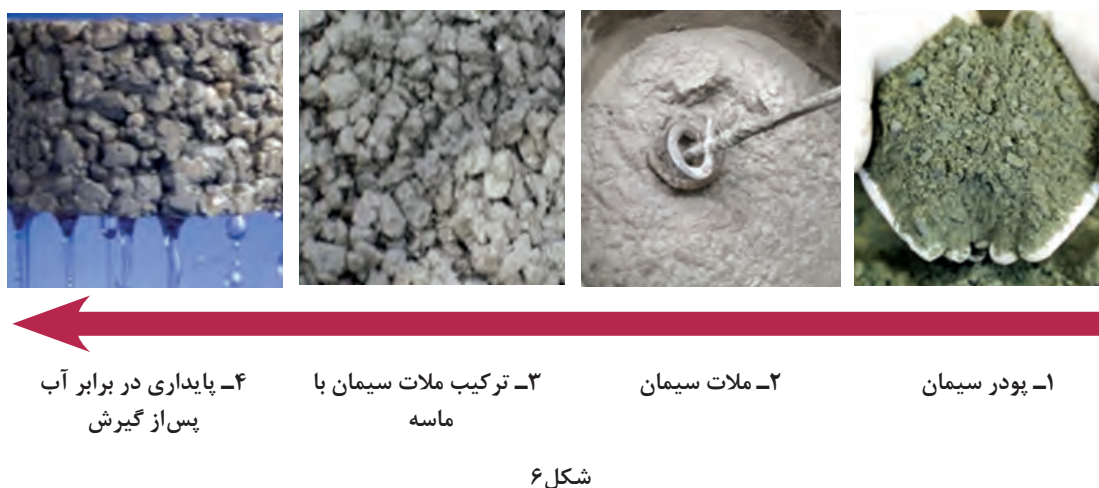 ۱ـ پودر سیمان
۲ـ ملات سیمان
۳ـ ترکیب ملات سیمان با
ماسه
۴ـ پایداری در برابر آب
پس‌از گیرش
شکل۶